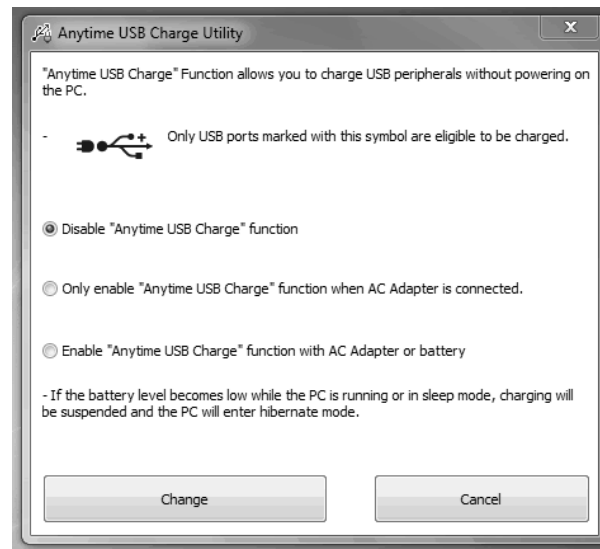 Anytime USB Charge Utility
"Anytime USB Charge" Function allows you to charge USB peripherals without powering on
the PC.
- Only USB ports marked with this symbol are eligible to be charged.
Disable "Anytime USB Charge" function
Only enable "Anytime USB Charge" function when AC Adapter is connected.
Enable "Anytime USB Charge" function with AC Adapter or battery
- If the battery level becomes low while the PC is running or in sleep mode, charging will
be suspended and the PC will enter hibernate mode.
Change Cancel